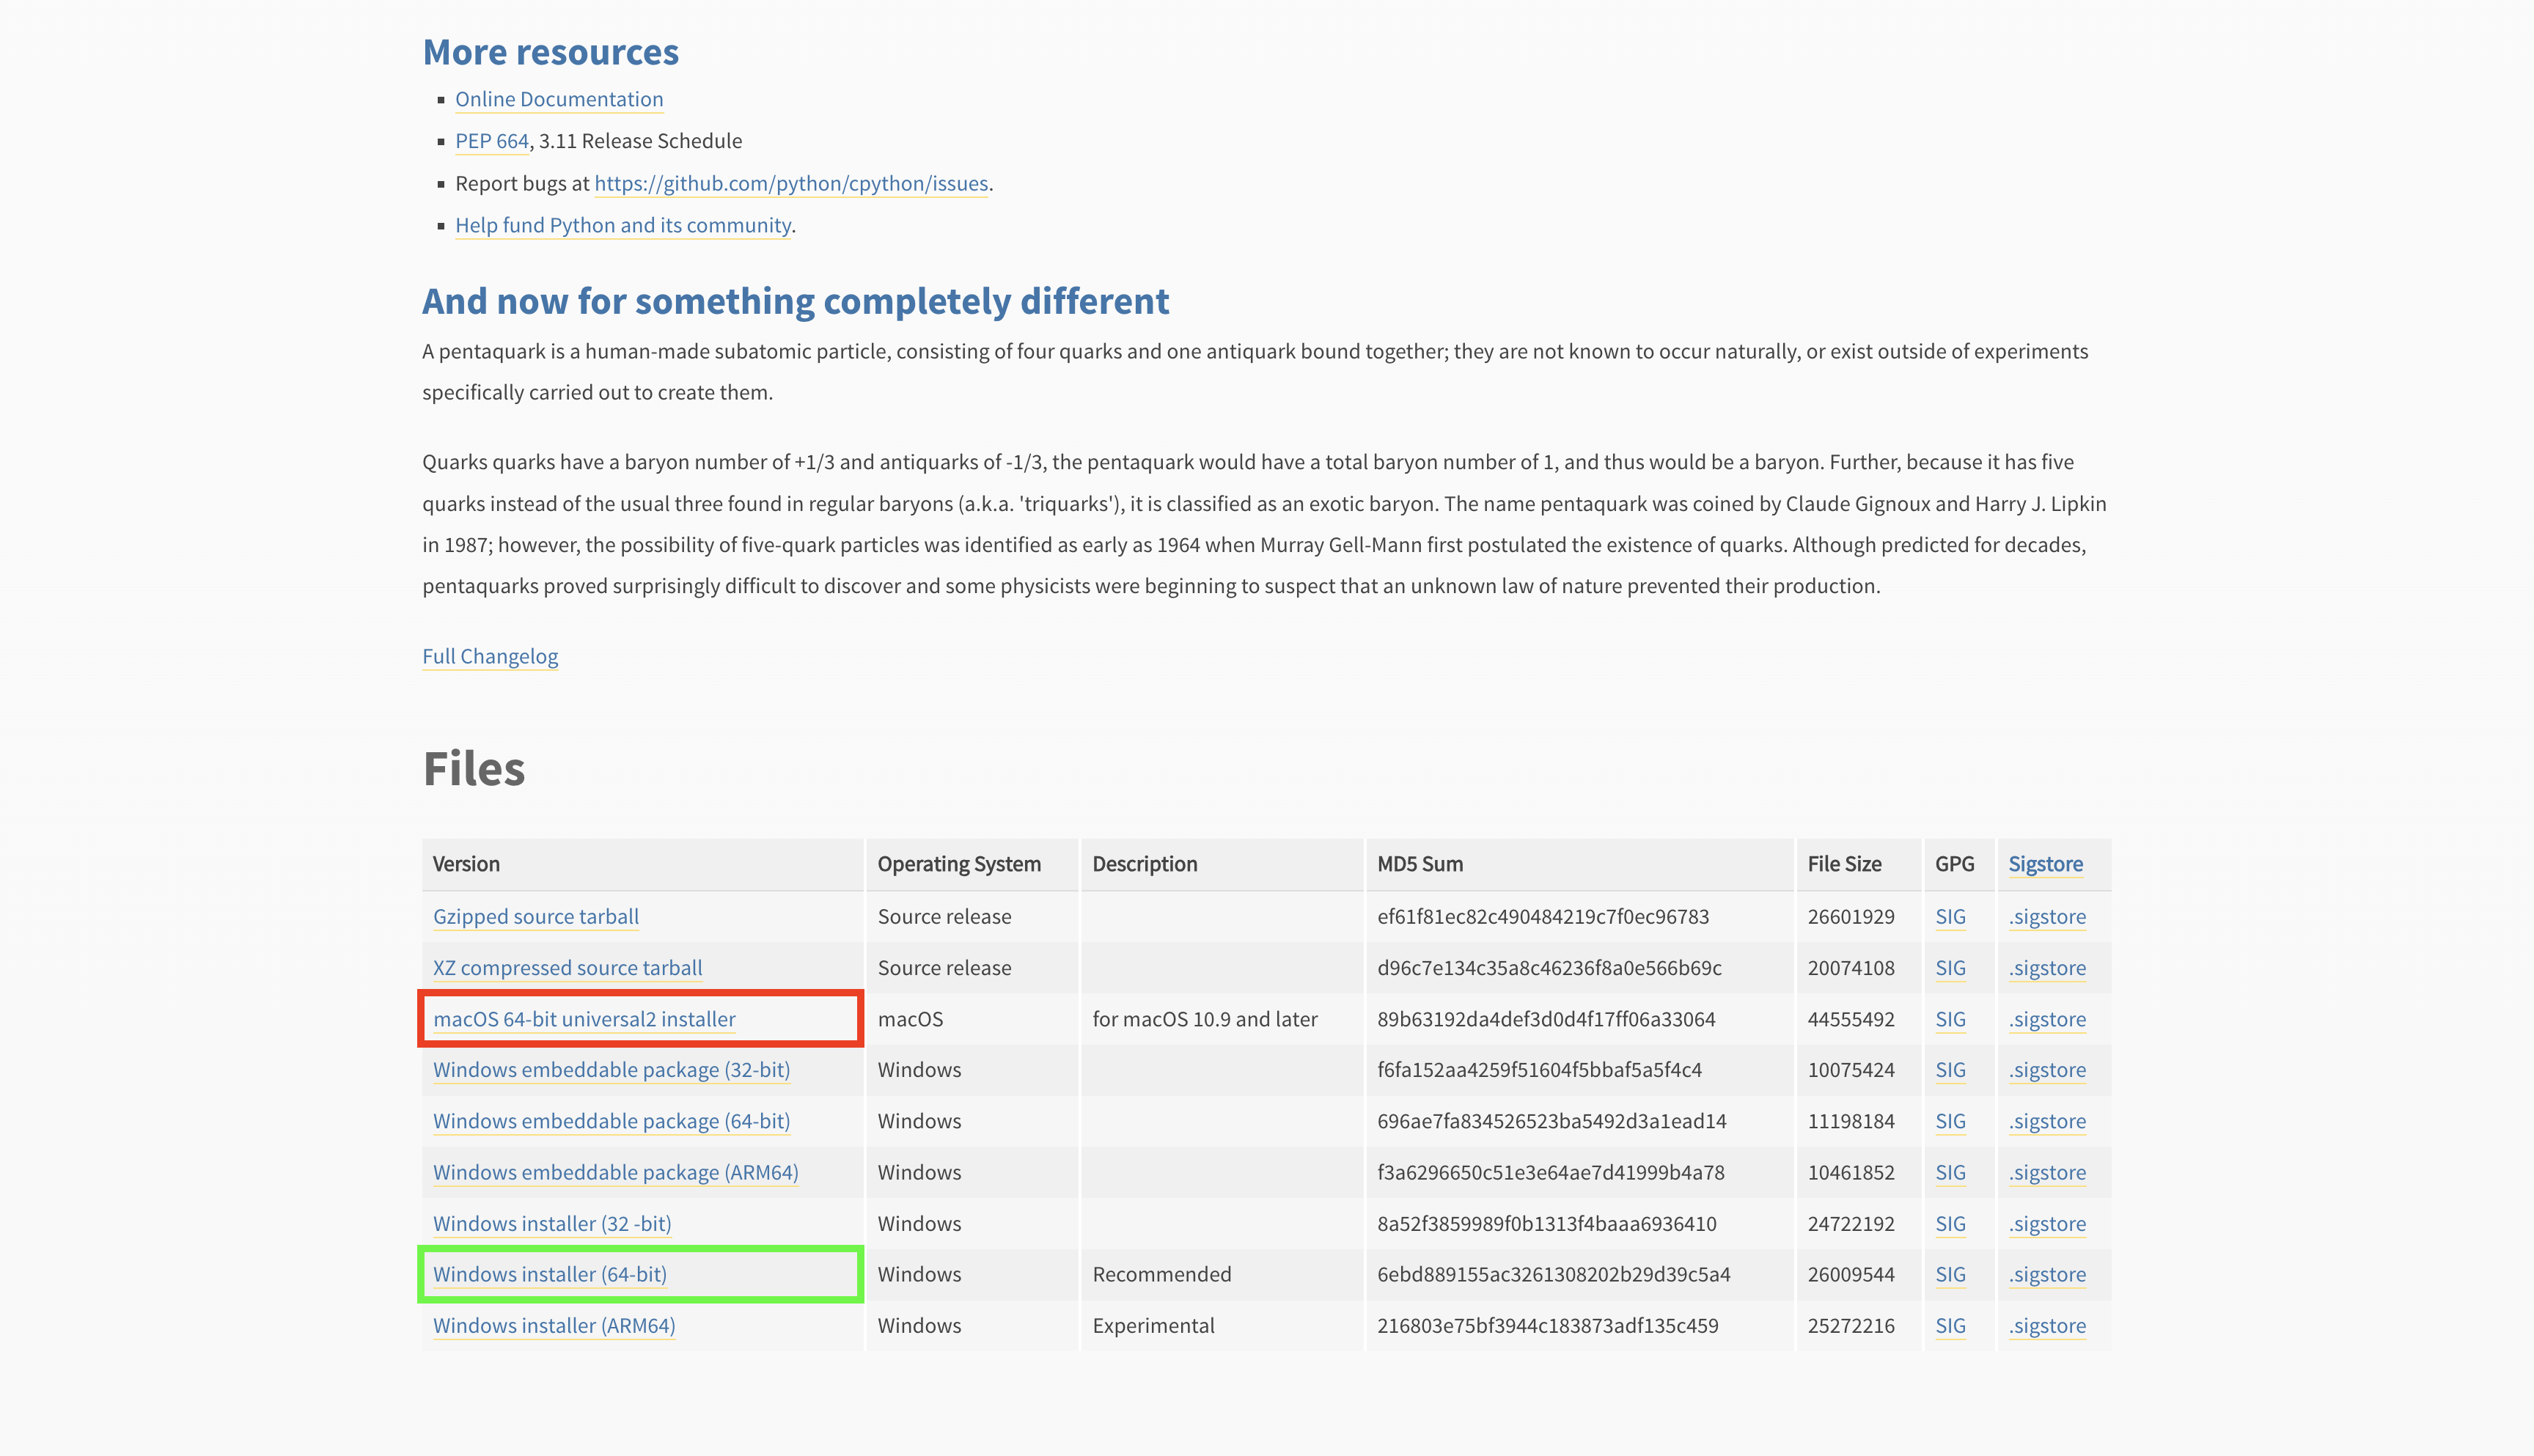 More resources
Online Documentation
PEP 664, 3.11 Release Schedule
Report bugs at https://github.com/python/cpython/issues.
Help fund Python and its community.
And now for something completely different
A pentaquark is a human-made subatomic particle, consisting of four quarks and one antiquark bound together; they are not known to occur naturally, or exist outside of experiments
specifically carried out to create them.
Quarks quarks have a baryon number of +1/3 and antiquarks of -1/3, the pentaquark would have a total baryon number of 1, and thus would be a baryon. Further, because it has five
quarks instead of the usual three found in regular baryons (a.k.a. 'triquarks'), it is classified as an exotic baryon. The name pentaquark was coined by Claude Gignoux and Harry J. Lipkin
in 1987; however, the possibility of five-quark particles was identified as early as 1964 when Murray Gell-Mann first postulated the existence of quarks. Although predicted for decades,
pentaquarks proved surprisingly difficult to discover and some physicists were beginning to suspect that an unknown law of nature prevented their production.
Full Changelog
Files
Version Operating System Description MD5 Sum File Size GPG Sigstore
Gzipped source tarball Source release ef61f81ec82c490484219c7f0ec96783 26601929 SIG .sigstore
XZ compressed source tarball Source release d96c7e134c35a8c46236f8a0e566b69c 20074108 SIG .sigstore
macOS 64-bit universal2 installer macOS for macOS 10.9 and later 89b63192da4def3d0d4f17ff06a33064 44555492 SIG .sigstore
Windows embeddable package (32-bit) Windows f6fa152aa4259f51604f5bbaf5a5f4c4 10075424 SIG .sigstore
Windows embeddable package (64-bit) Windows 696ae7fa834526523ba5492d3a1ead14 11198184 SIG .sigstore
Windows embeddable package (ARM64) Windows f3a6296650c51e3e64ae7d41999b4a78 10461852 SIG .sigstore
Windows installer (32 -bit) Windows 8a52f3859989f0b1313f4baaa6936410 24722192 SIG .sigstore
Windows installer (64-bit) Windows Recommended 6ebd889155ac3261308202b29d39c5a4 26009544 SIG .sigstore
Windows installer (ARM64) Windows Experimental 216803e75bf3944c183873adf135c459 25272216 SIG .sigstore